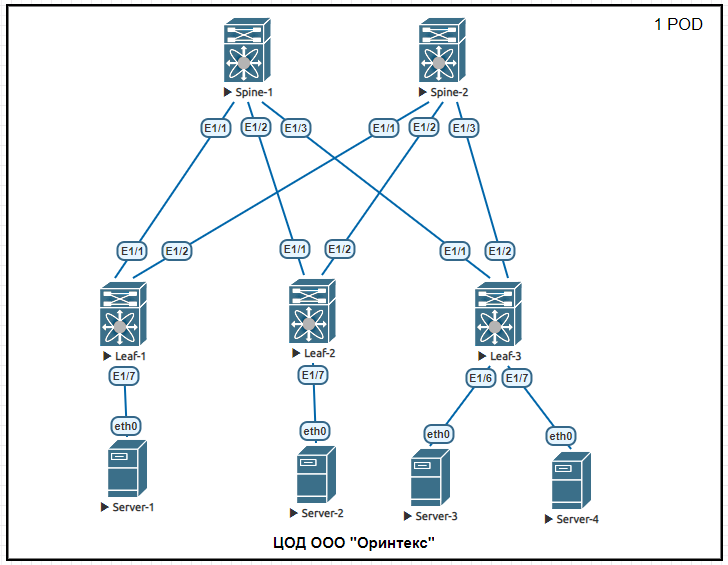 1 POD
Spine-1
Spine-2
E1/1
E1/2
E1/3
E1/1
E1/2
E1/3
E1/1
E1/2
E1/1
E1/2
E1/1
E1/2
Leaf-1
Leaf-2
Leaf-3
E1/7
E1/7
E1/6
E1/7
eth0
eth0
eth0
eth0
Server-1
Server-2
Server-3
Server-4
ЦОД ООО "Оринтекс"